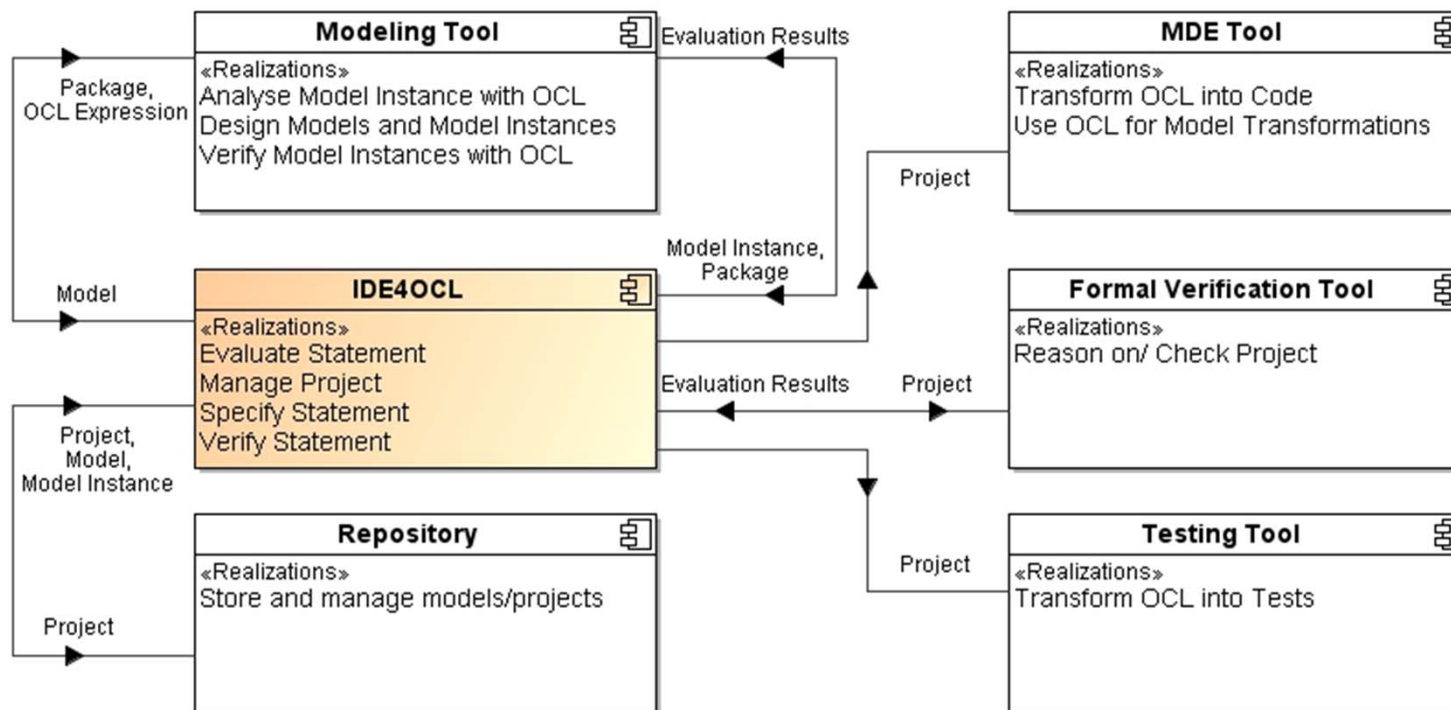 Modeling Tool
«Realizations»
Analyse Model Instance with OCL
Design Models and Model Instances
Verify Model Instances with OCL
Package,
OCL Expression
Evaluation Results
MDE Tool
«Realizations»
Transform OCL into Code
Use OCL for Model Transformations
Project
Model Instance,
Package
Model
IDE4OCL
«Realizations»
Evaluate Statement
Manage Project
Specify Statement
Verify Statement
Formal Verification Tool
«Realizations»
Reason on/ Check Project
Evaluation Results
Project
Project,
Model,
Model Instance
Repository
«Realizations»
Store and manage models/projects
Project
Project
Testing Tool
«Realizations»
Transform OCL into Tests